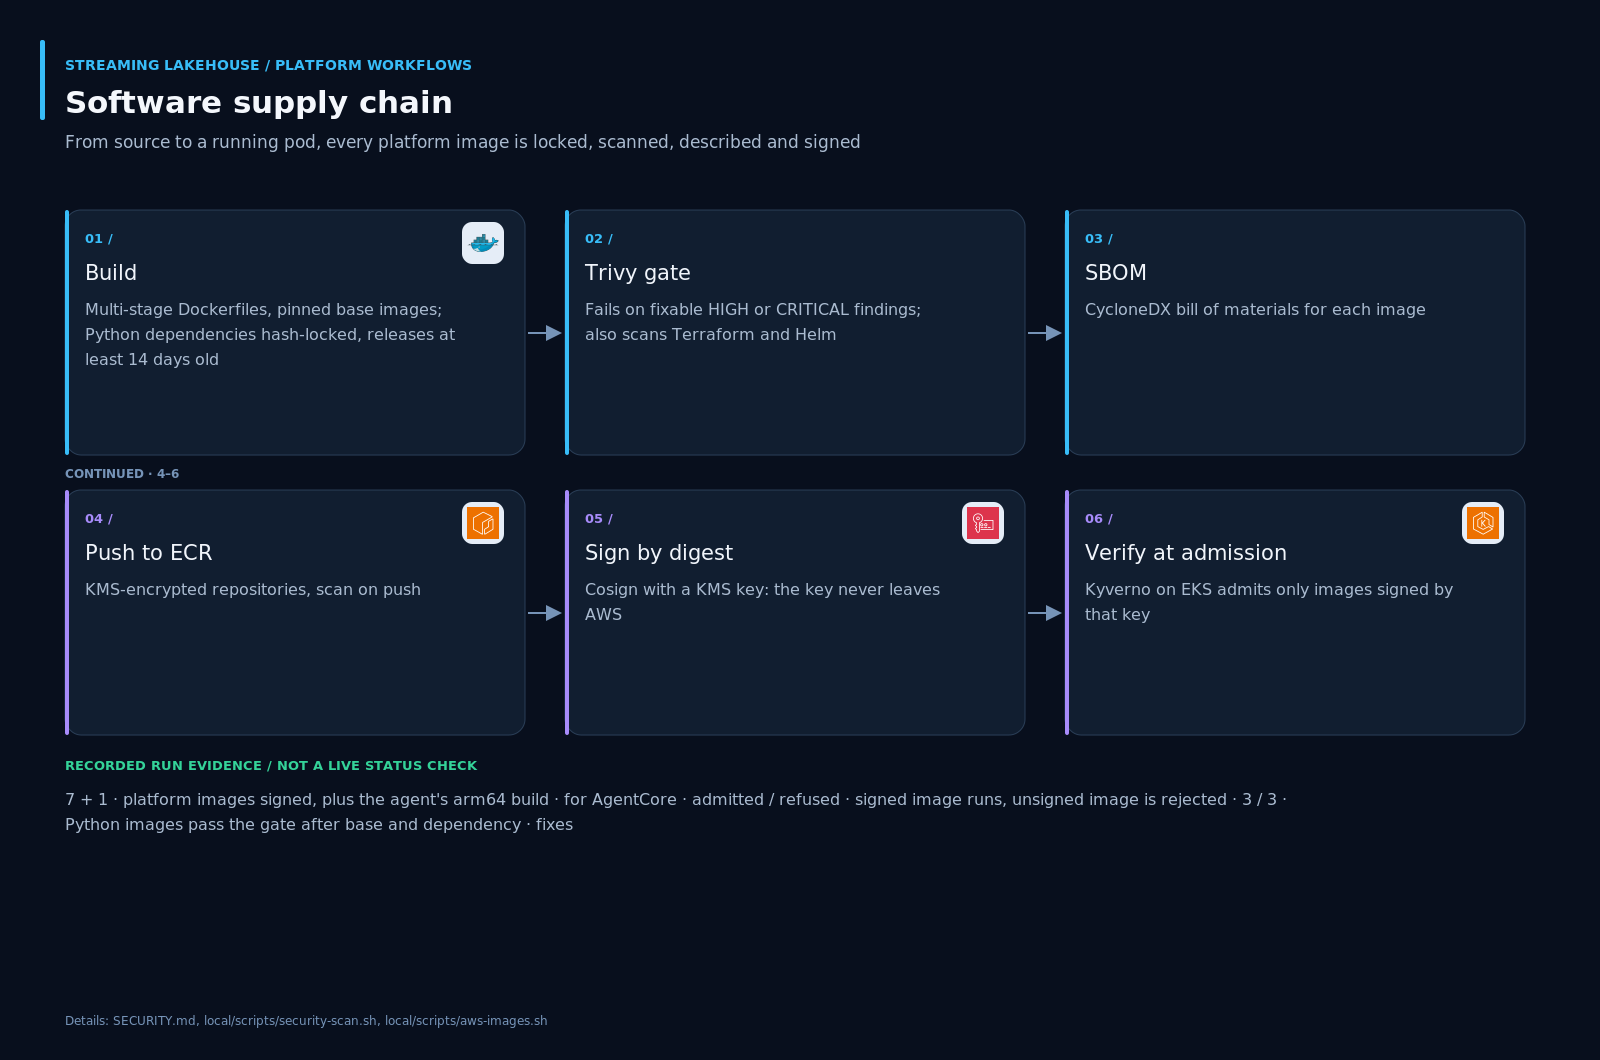 STREAMING LAKEHOUSE / PLATFORM WORKFLOWS
Software supply chain
From source to a running pod, every platform image is locked, scanned, described and signed
01 /
Build
Multi-stage Dockerfiles, pinned base images;
Python dependencies hash-locked, releases at
least 14 days old
02 /
Trivy gate
Fails on fixable HIGH or CRITICAL findings;
also scans Terraform and Helm
03 /
SBOM
CycloneDX bill of materials for each image
CONTINUED · 4–6
04 /
Push to ECR
KMS-encrypted repositories, scan on push
05 /
Sign by digest
Cosign with a KMS key: the key never leaves
AWS
06 /
Verify at admission
Kyverno on EKS admits only images signed by
that key
RECORDED RUN EVIDENCE / NOT A LIVE STATUS CHECK
7 + 1 · platform images signed, plus the agent's arm64 build · for AgentCore · admitted / refused · signed image runs, unsigned image is rejected · 3 / 3 ·
Python images pass the gate after base and dependency · fixes
Details: SECURITY.md, local/scripts/security-scan.sh, local/scripts/aws-images.sh